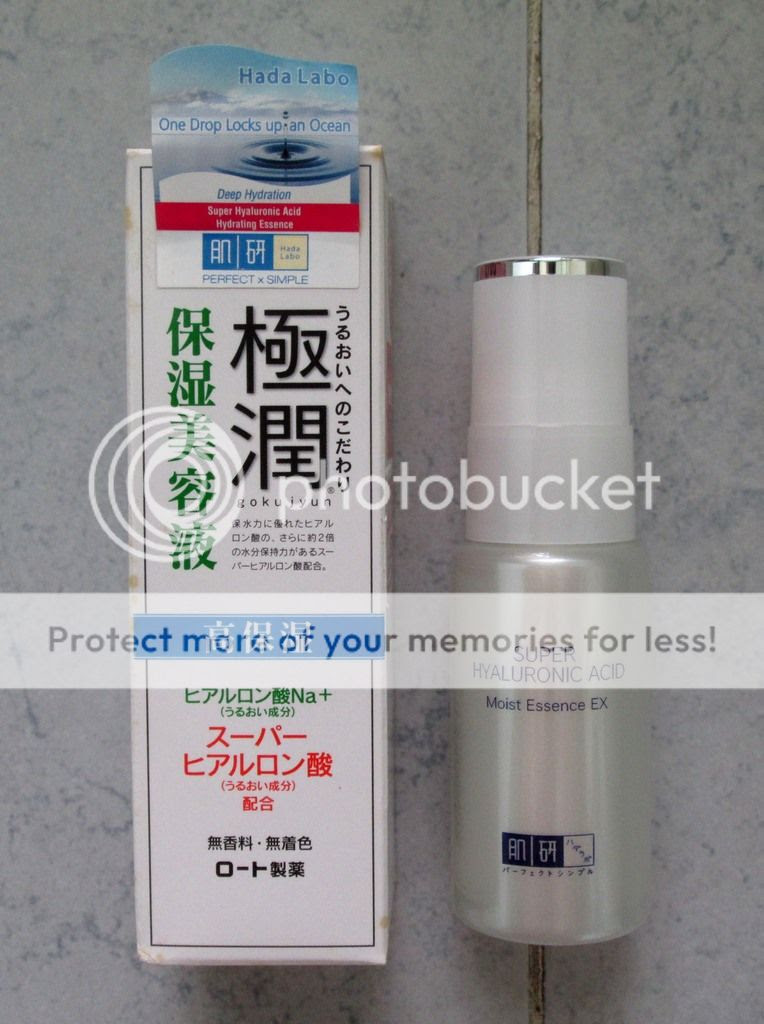 Hada Labo
One Drop Locks up an Ocean
Deep Hydration
Super Hyaluronic Acid
Hydrating Essence
肌研
Hada
Labo
PERFECT x SIMPLE
うるおいへのこだわり
極潤®
gokujyun
保湿美容液
保水力に優れたヒアル
ロン酸の、さらに約2倍
の水分保持力があるスー
パーヒアルロン酸配合。
photobucket
Protect more of your memories for less!
高保湿
ヒアルロン酸Na+
(うるおい成分)
スーパー
ヒアルロン酸
(うるおい成分)
配合
無香料・無着色
ロート製薬
SUPER
HYALURONIC ACID
Moist Essence EX
肌研
ハダラボ
パーフェクトシンプル